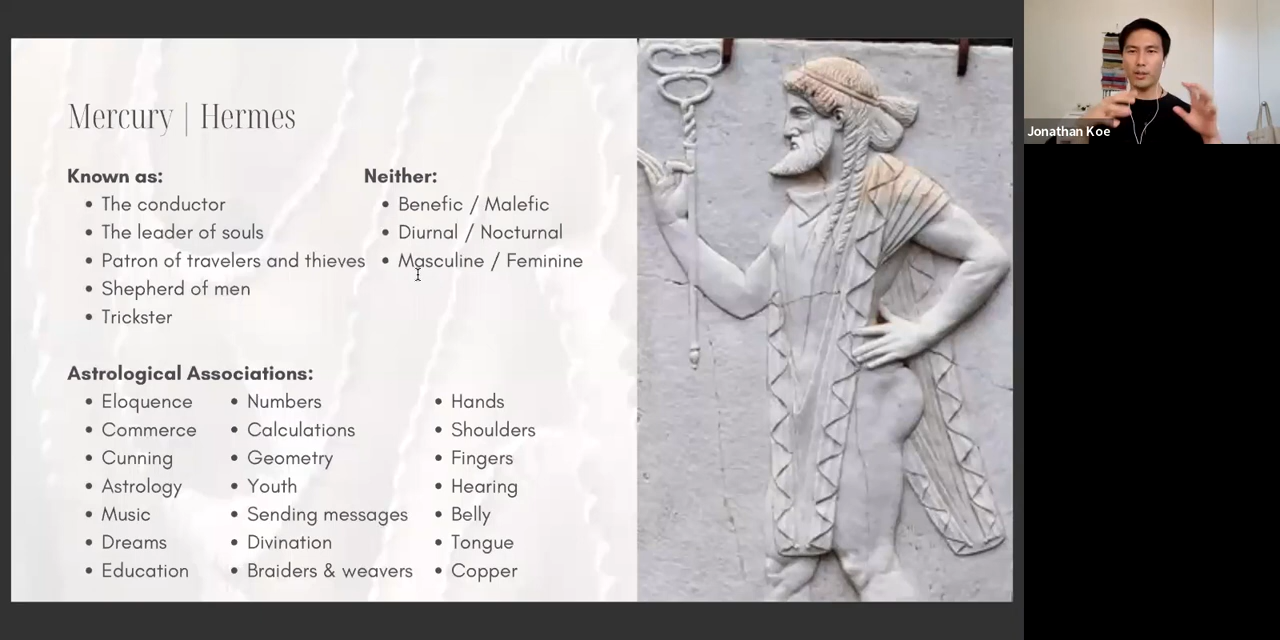 Mercury | Hermes
Known as:
The conductor
The leader of souls
Patron of travelers and thieves
Shepherd of men
Trickster
Neither:
Benefic / Malefic
Diurnal / Nocturnal
Masculine / Feminine
Astrological Associations:
Eloquence
Commerce
Cunning
Astrology
Music
Dreams
Education
Numbers
Calculations
Geometry
Youth
Sending messages
Divination
Braiders & weavers
Hands
Shoulders
Fingers
Hearing
Belly
Tongue
Copper
Jonathan Koe